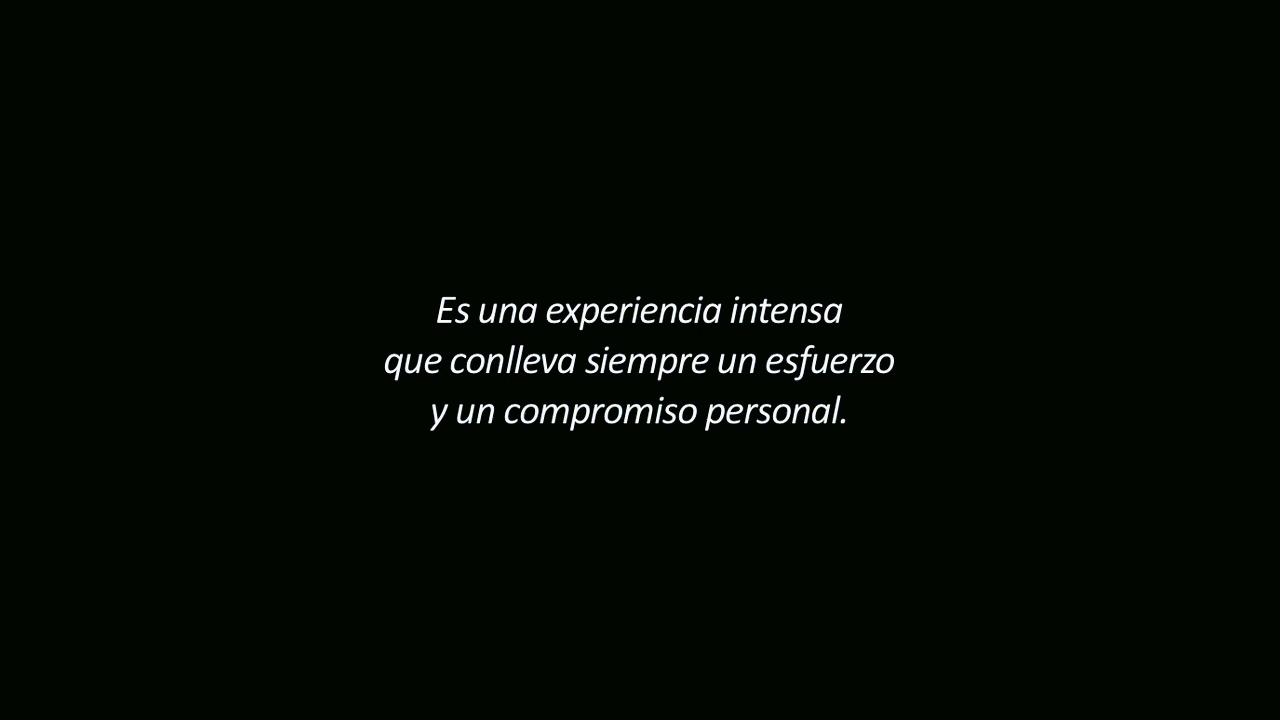 Es una experiencia intensa
que conlleva siempre un esfuerzo
y un compromiso personal.